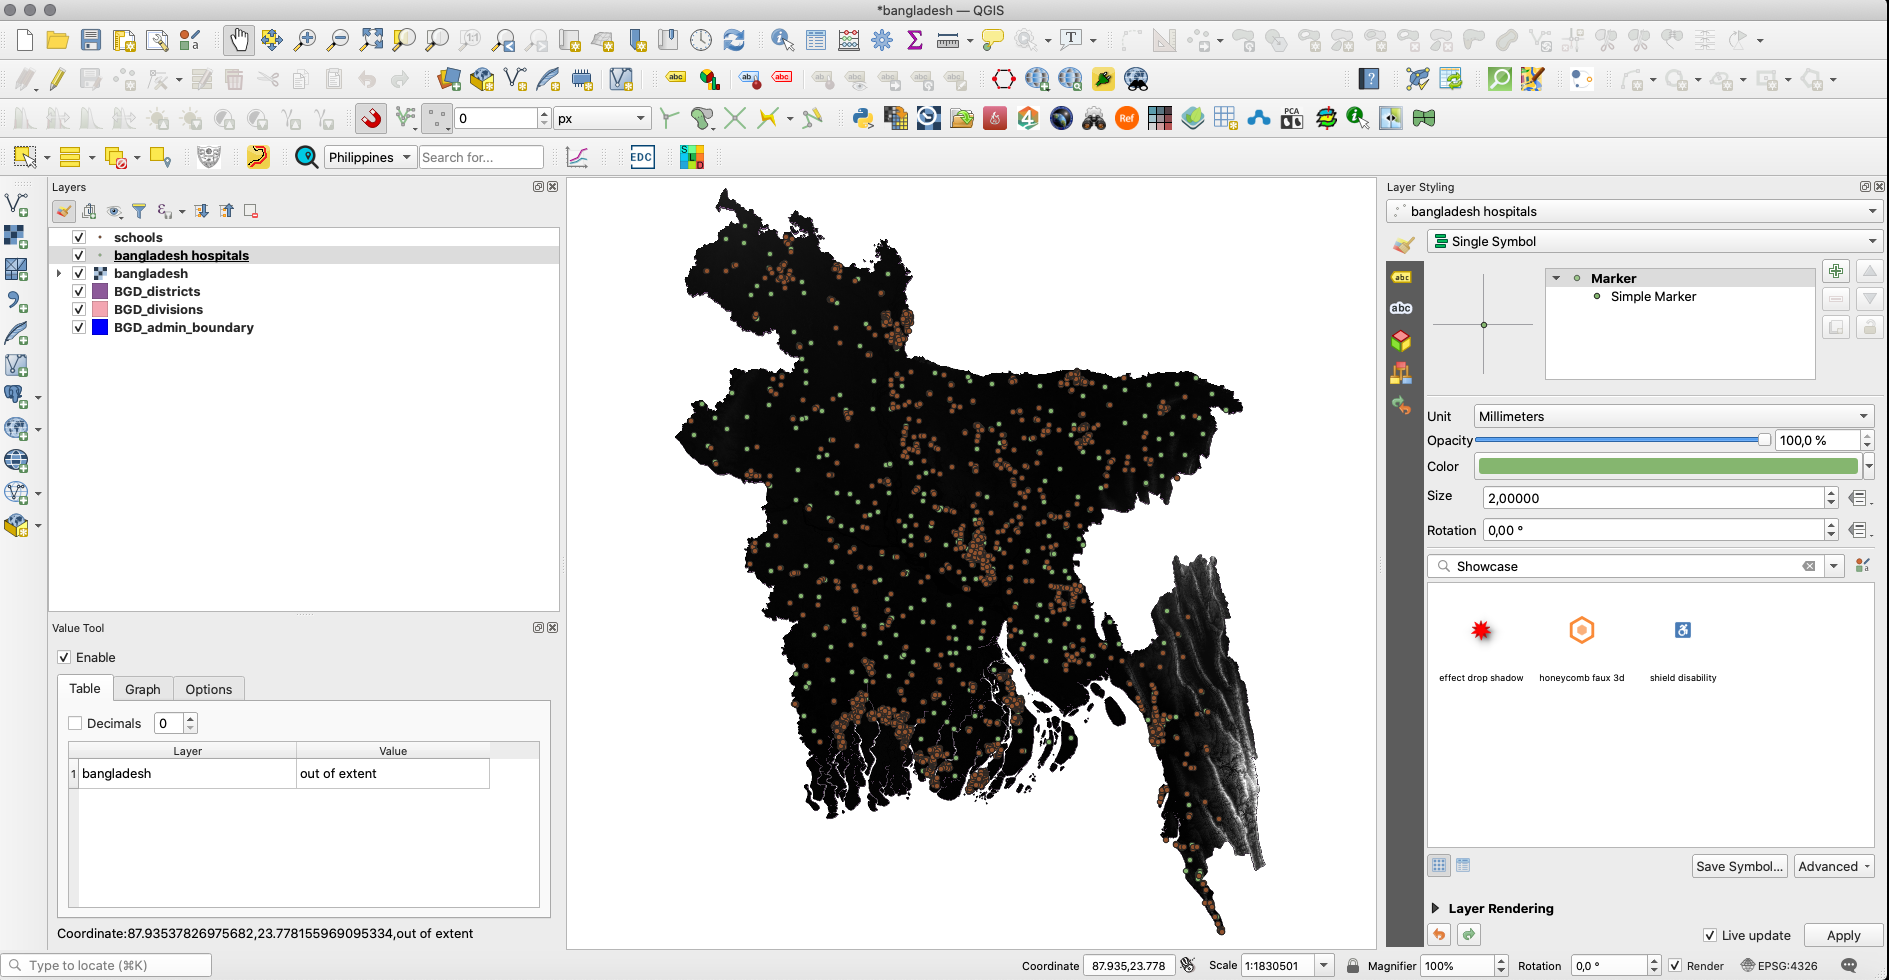 *bangladesh — QGIS
0
px
Philippines
Search for...
EDC
PCA
Ref
Layers
schools
bangladesh hospitals
bangladesh
BGD_districts
BGD_divisions
BGD_admin_boundary
Value Tool
Enable
Table
Graph
Options
Decimals
0
Layer
Value
1
bangladesh
out of extent
Coordinate:87.93537826975682,23.778155969095334,out of extent
Layer Styling
bangladesh hospitals
Single Symbol
abc
abc
Marker
Simple Marker
Unit
Millimeters
Opacity
100,0 %
Color
Size
2,00000
Rotation
0,00 °
Showcase
effect drop shadow
honeycomb faux 3d
shield disability
Save Symbol...
Advanced
Layer Rendering
Live update
Apply
Type to locate (⌘K)
Coordinate
87.935,23.778
Scale
1:1830501
Magnifier
100%
Rotation
0,0 °
Render
EPSG:4326